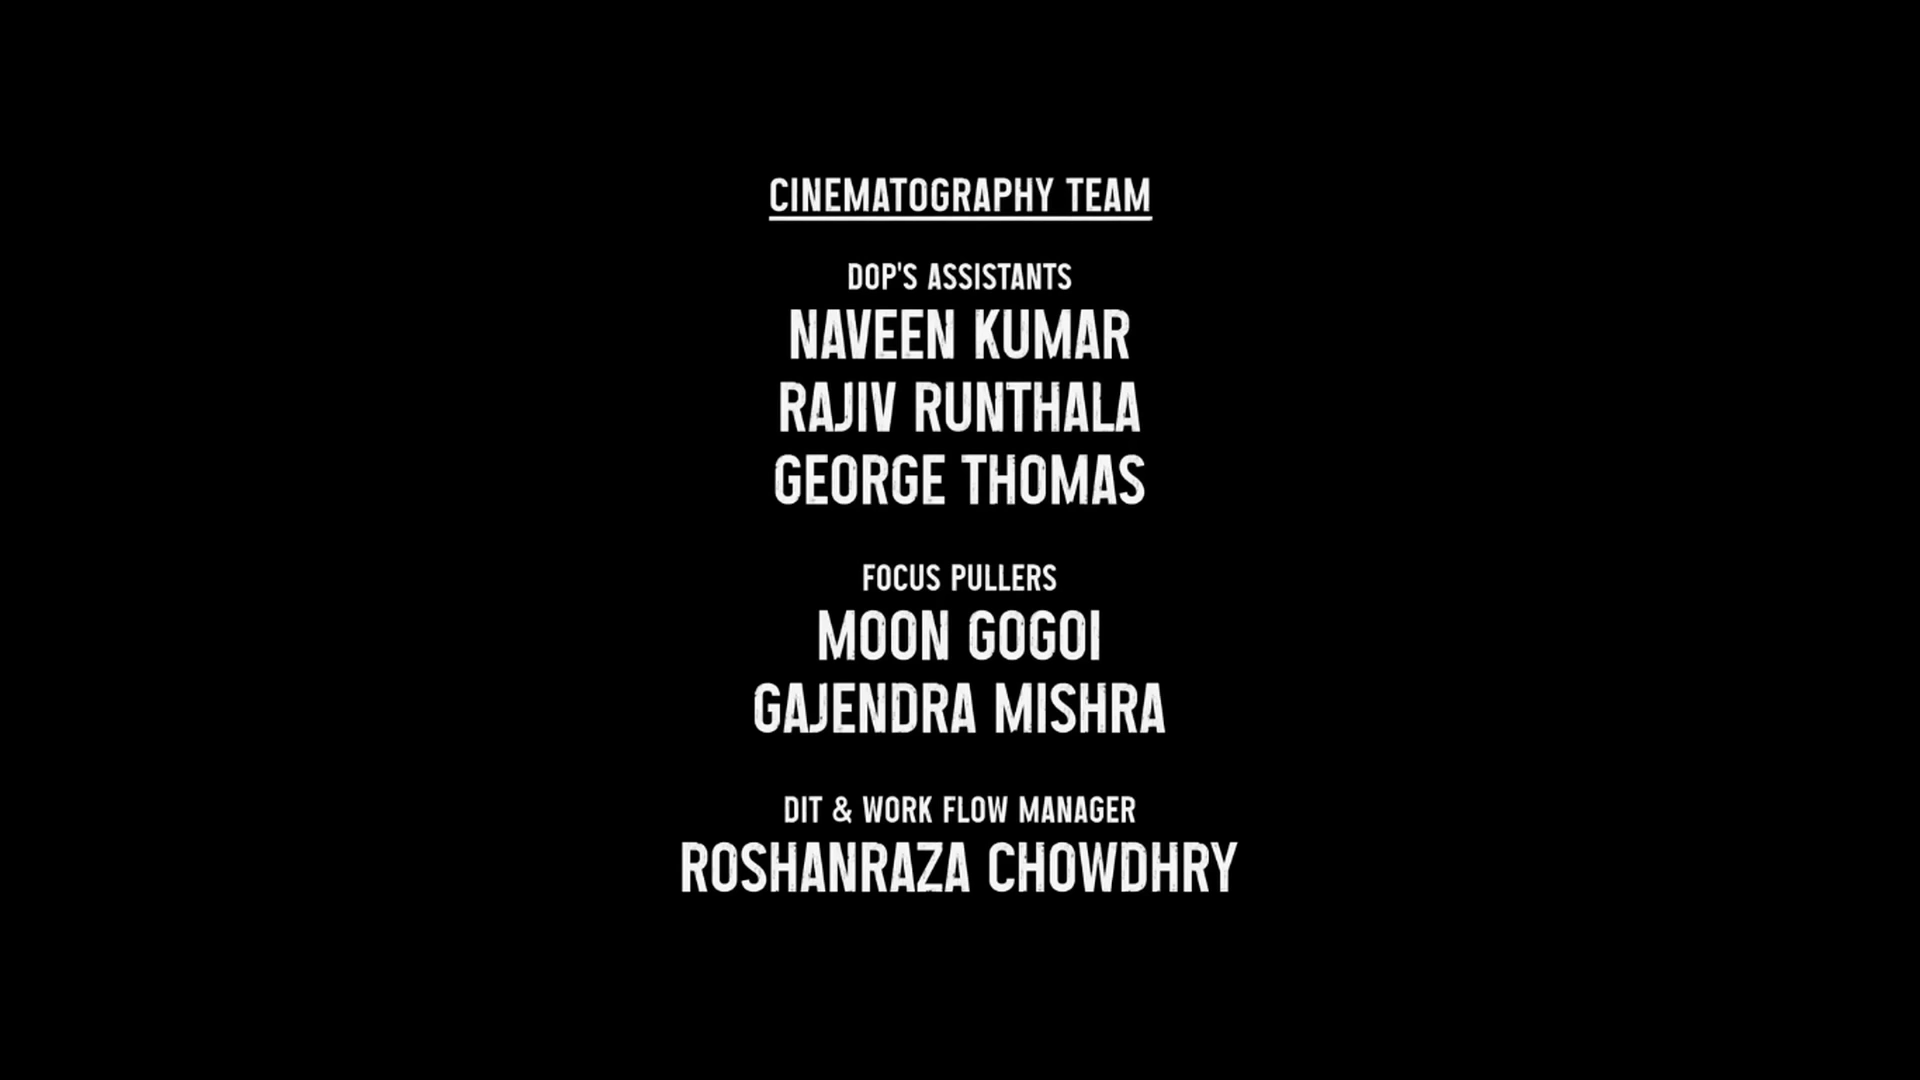 CINEMATOGRAPHY TEAM
DOP'S ASSISTANTS
NAVEEN KUMAR
RAJIV RUNTHALA
GEORGE THOMAS
FOCUS PULLERS
MOON GOGOI
GAJENDRA MISHRA
DIT & WORK FLOW MANAGER
ROSHANRAZA CHOWDHRY